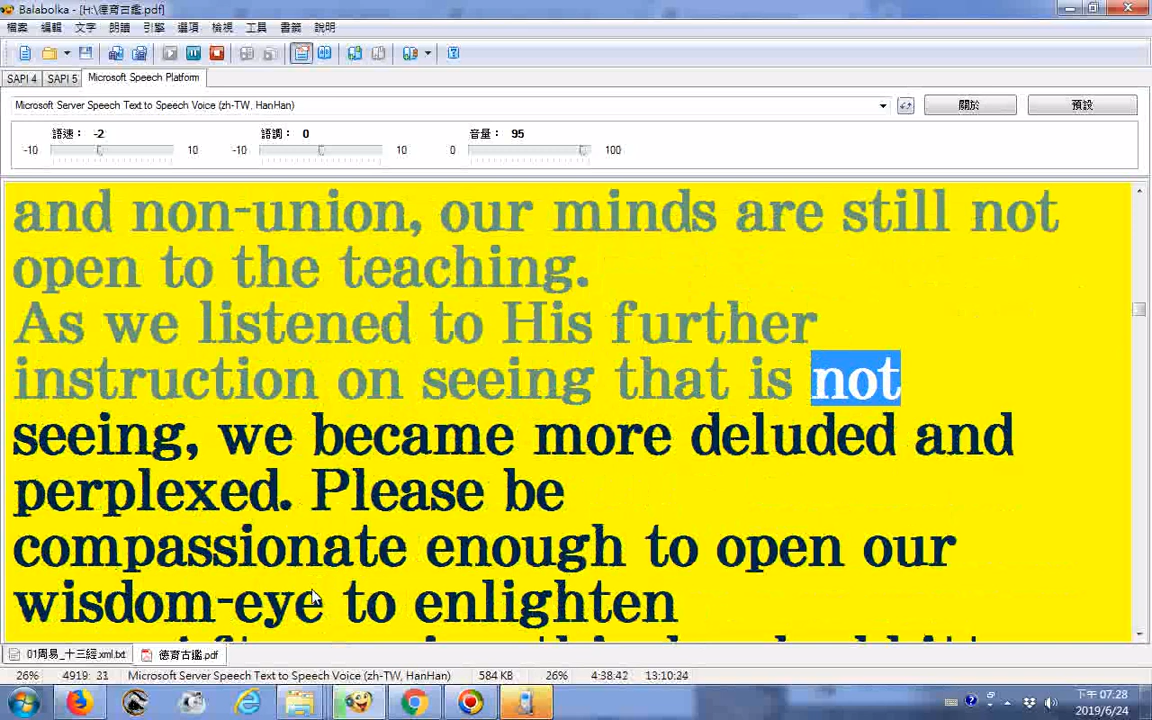 Balabolka - [H:\德育古鑑.pdf]
檔案 編輯 文字 朗讀 引擎 選項 檢視 工具 書籤 說明
SAPI 4 SAPI 5 Microsoft Speech Platform
Microsoft Server Speech Text to Speech Voice (zh-TW, HanHan) 關於 預設
語速： -2 語調： 0 音量： 95
-10 10 -10 10 0 100
and non-union, our minds are still not
open to the teaching.
As we listened to His further
instruction on seeing that is not
seeing, we became more deluded and
perplexed. Please be
compassionate enough to open our
wisdom-eye to enlighten
01周易_十三經.xml.txt 德育古鑑.pdf
26% 4919: 31 Microsoft Server Speech Text to Speech Voice (zh-TW, HanHan) 584 KB 26% 4:38:42 13:10:24
下午 07:28
2019/6/24